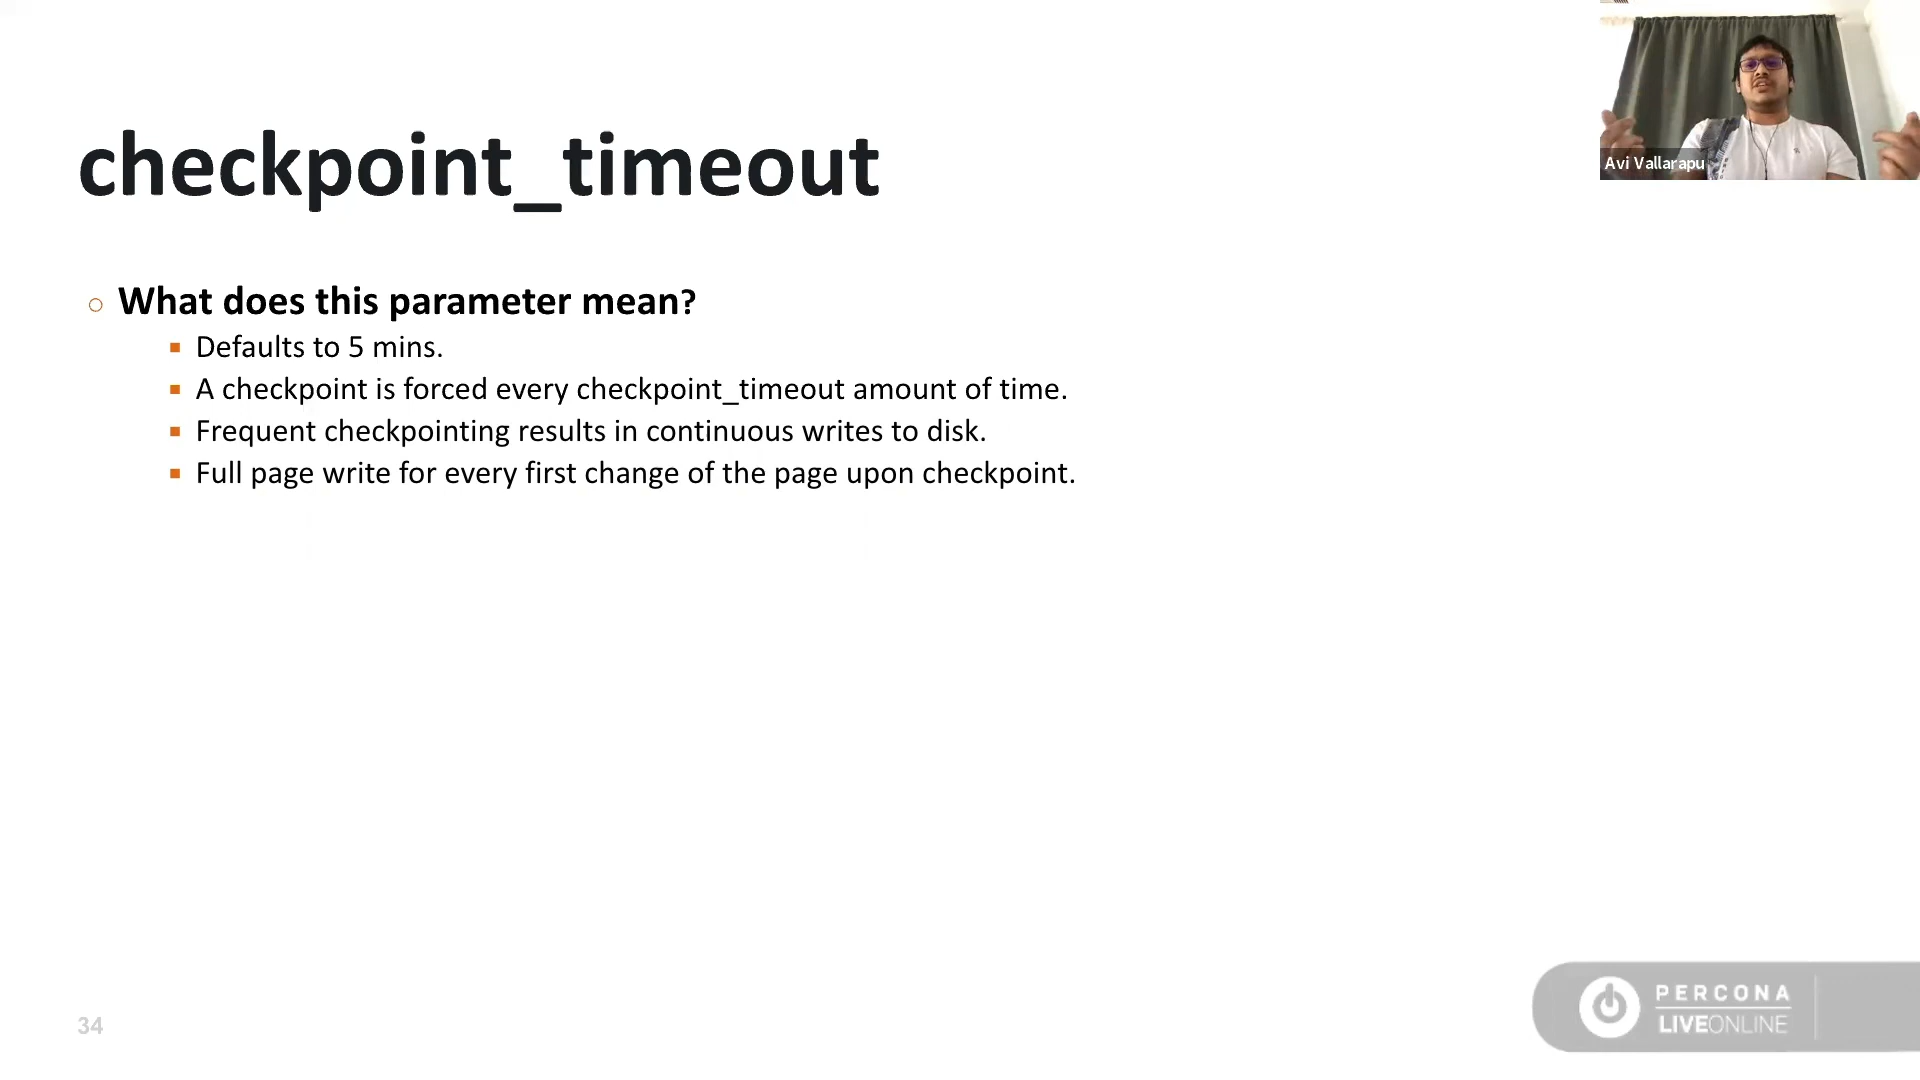 checkpoint_timeout
Avi Vallarapu
What does this parameter mean?
Defaults to 5 mins.
A checkpoint is forced every checkpoint_timeout amount of time.
Frequent checkpointing results in continuous writes to disk.
Full page write for every first change of the page upon checkpoint.
34
PERCONA
LIVEONLINE